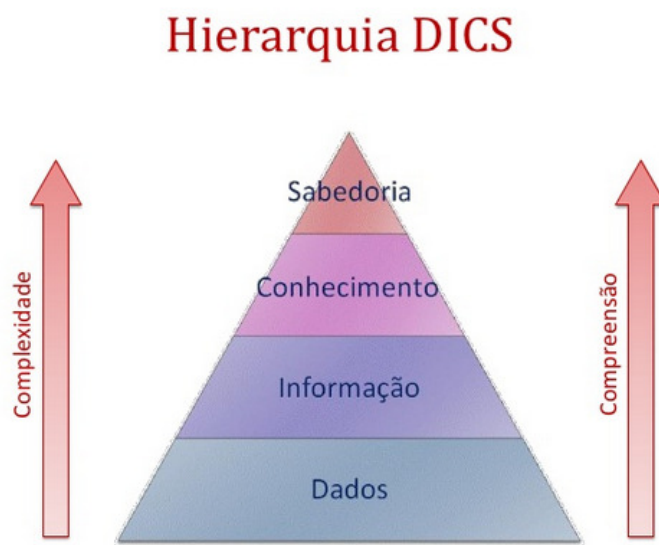 Hierarquia DICS
Sabedoria
Conhecimento
Informação
Dados
Complexidade
Compreensão